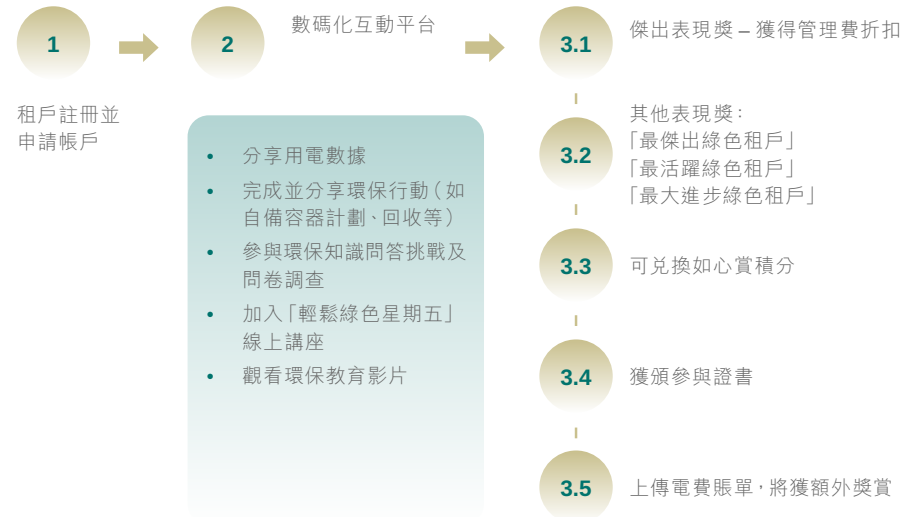 1
租戶註冊並
申請帳戶
2
數碼化互動平台
• 分享用電數據
• 完成並分享環保行動（如
自備容器計劃、回收等）
• 參與環保知識問答挑戰及
問卷調查
• 加入「輕鬆綠色星期五」
線上講座
• 觀看環保教育影片
3.1
傑出表現獎 – 獲得管理費折扣
3.2
其他表現獎：
「最傑出綠色租戶」
「最活躍綠色租戶」
「最大進步綠色租戶」
3.3
可兑換如心賞積分
3.4
獲頒參與證書
3.5
上傳電費賬單，將獲額外獎賞